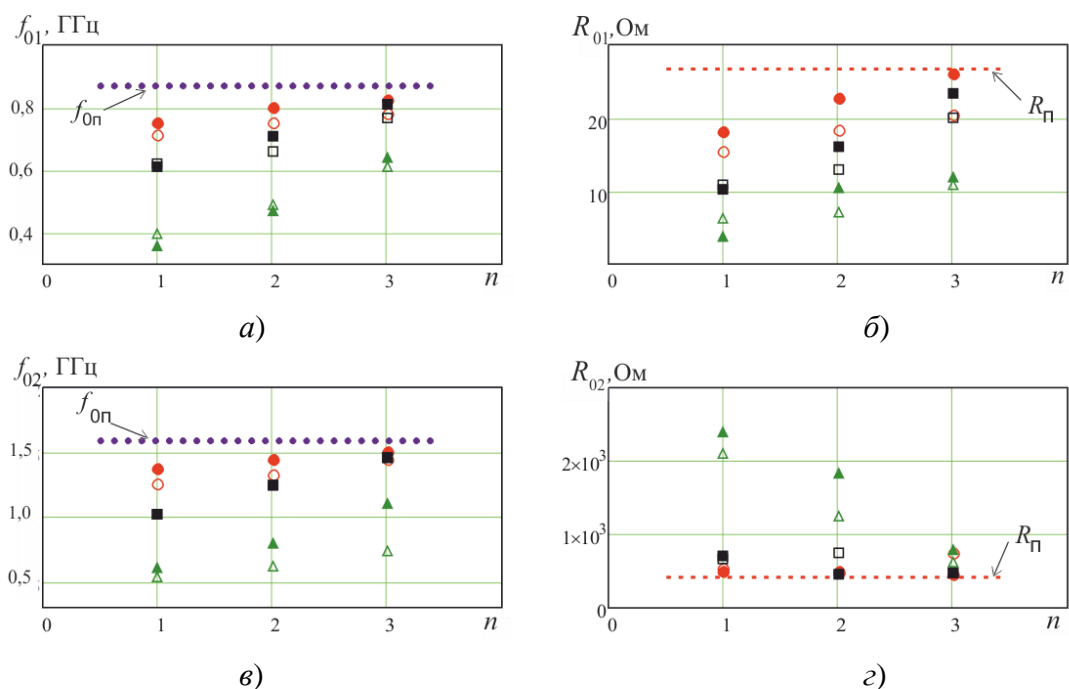 f01, ГГц
0,8
0,6
0,4
f0п
0 1 2 3 n
а)
R01, Ом
20
10
Rп
0 1 2 3 n
б)
f02, ГГц
f0п
1,5
1,0
0,5
0 1 2 3 n
в)
R02, Ом
2×10³
1×10³
0
Rп
0 1 2 3 n
г)